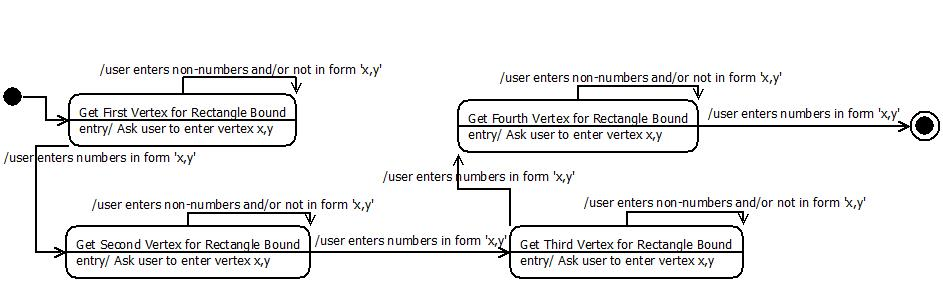 /user enters non-numbers and/or not in form 'x,y'
Get First Vertex for Rectangle Bound
entry/ Ask user to enter vertex x,y
/user enters numbers in form 'x,y'
/user enters non-numbers and/or not in form 'x,y'
Get Second Vertex for Rectangle Bound
entry/ Ask user to enter vertex x,y
/user enters numbers in form 'x,y'
/user enters non-numbers and/or not in form 'x,y'
Get Third Vertex for Rectangle Bound
entry/ Ask user to enter vertex x,y
/user enters numbers in form 'x,y'
/user enters non-numbers and/or not in form 'x,y'
Get Fourth Vertex for Rectangle Bound
entry/ Ask user to enter vertex x,y
/user enters numbers in form 'x,y'